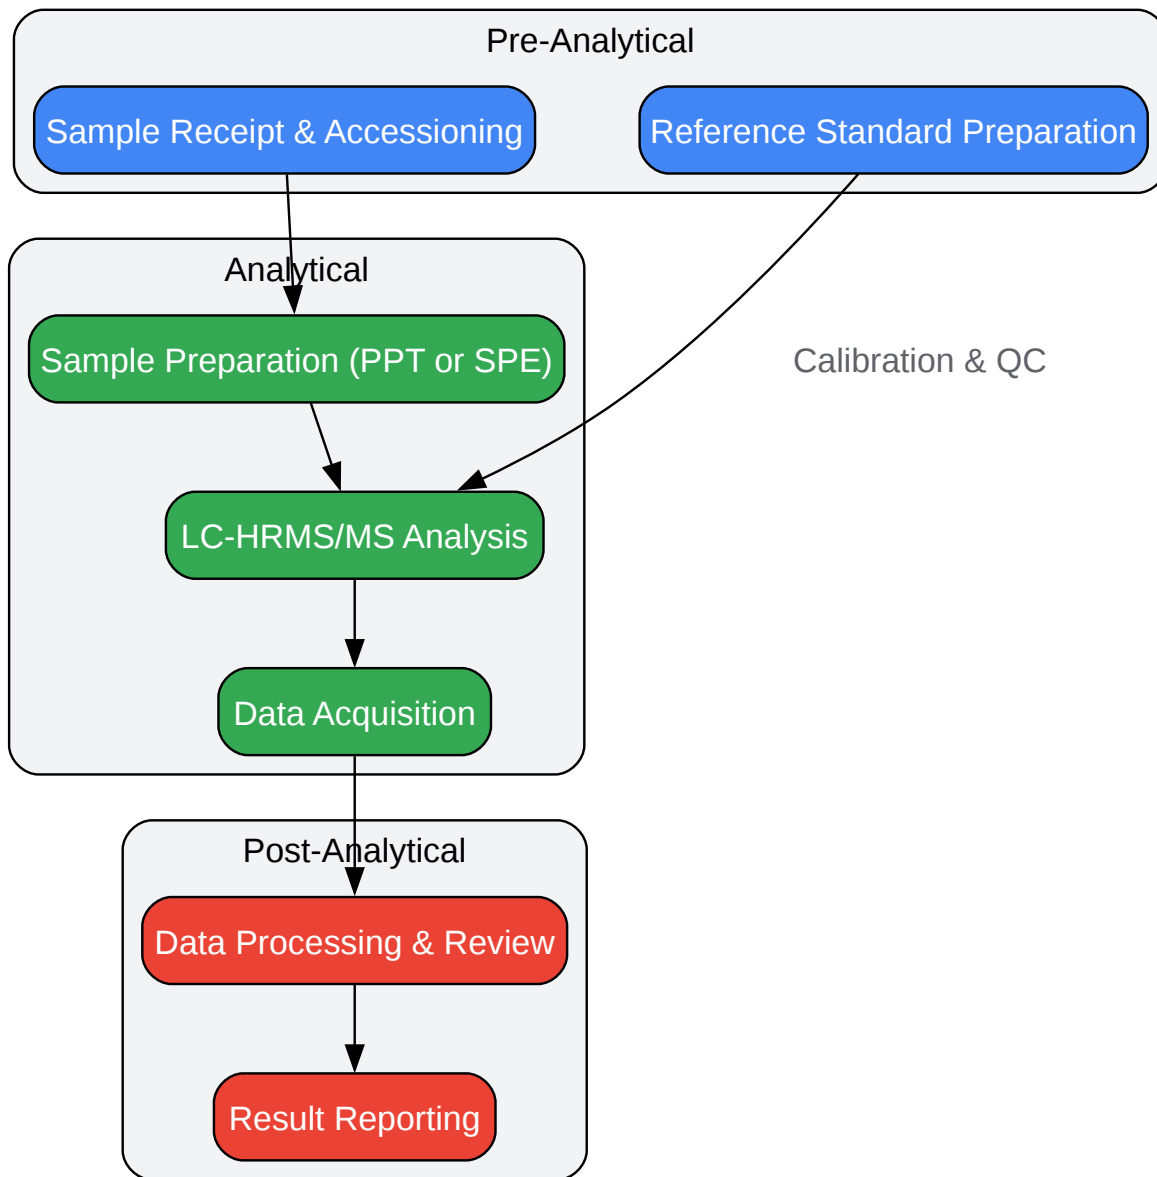 Pre-Analytical
Sample Receipt & Accessioning
Reference Standard Preparation
Analytical
Sample Preparation (PPT or SPE)
Calibration & QC
LC-HRMS/MS Analysis
Data Acquisition
Post-Analytical
Data Processing & Review
Result Reporting